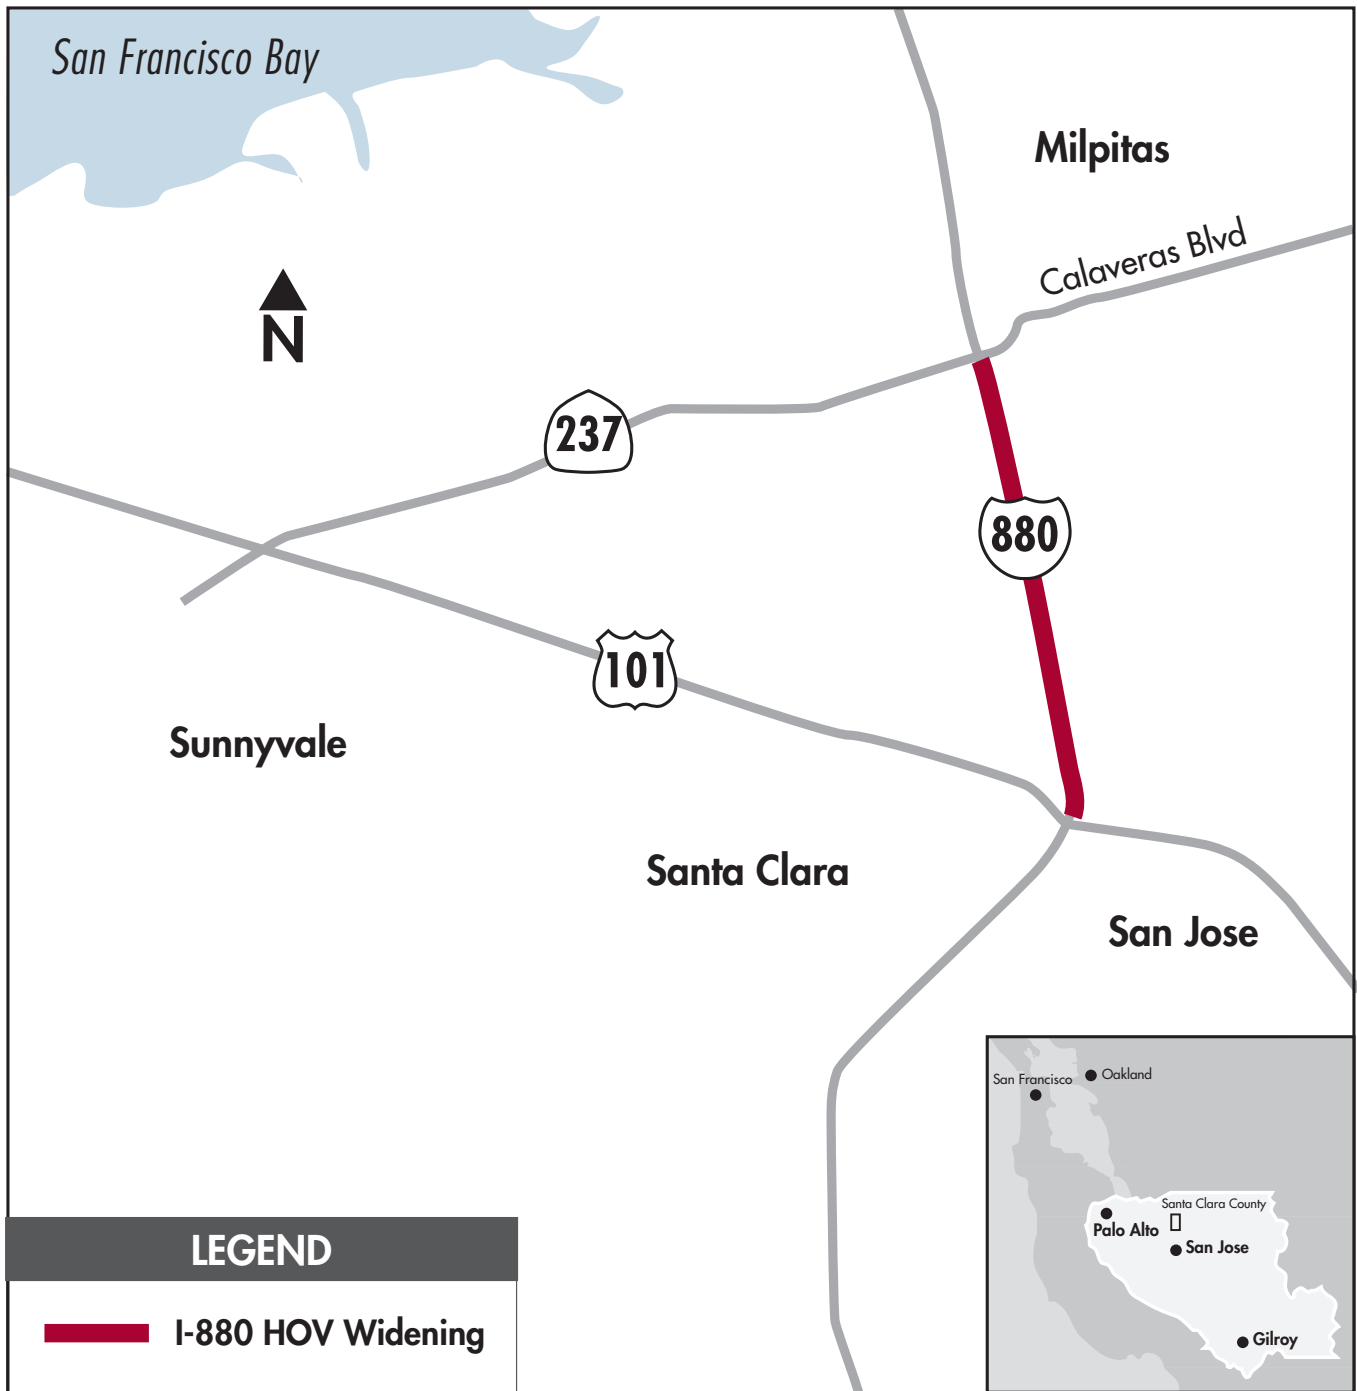 San Francisco Bay
Milpitas
Calaveras Blvd
N
237
880
101
Sunnyvale
Santa Clara
San Jose
San Francisco
Oakland
Santa Clara County
Palo Alto
San Jose
Gilroy
LEGEND
I-880 HOV Widening